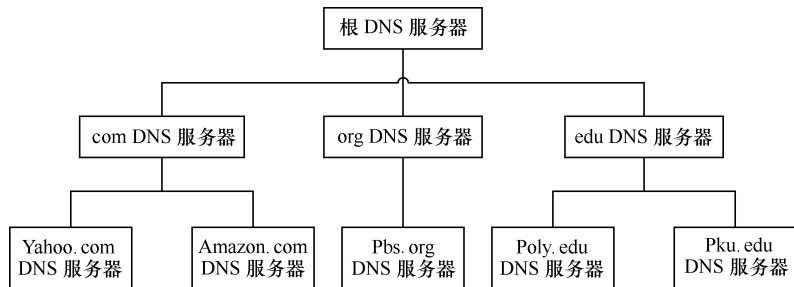 根 DNS 服务器
com DNS 服务器
org DNS 服务器
edu DNS 服务器
Yahoo. com
DNS 服务器
Amazon. com
DNS 服务器
Pbs. org
DNS 服务器
Poly. edu
DNS 服务器
Pku. edu
DNS 服务器